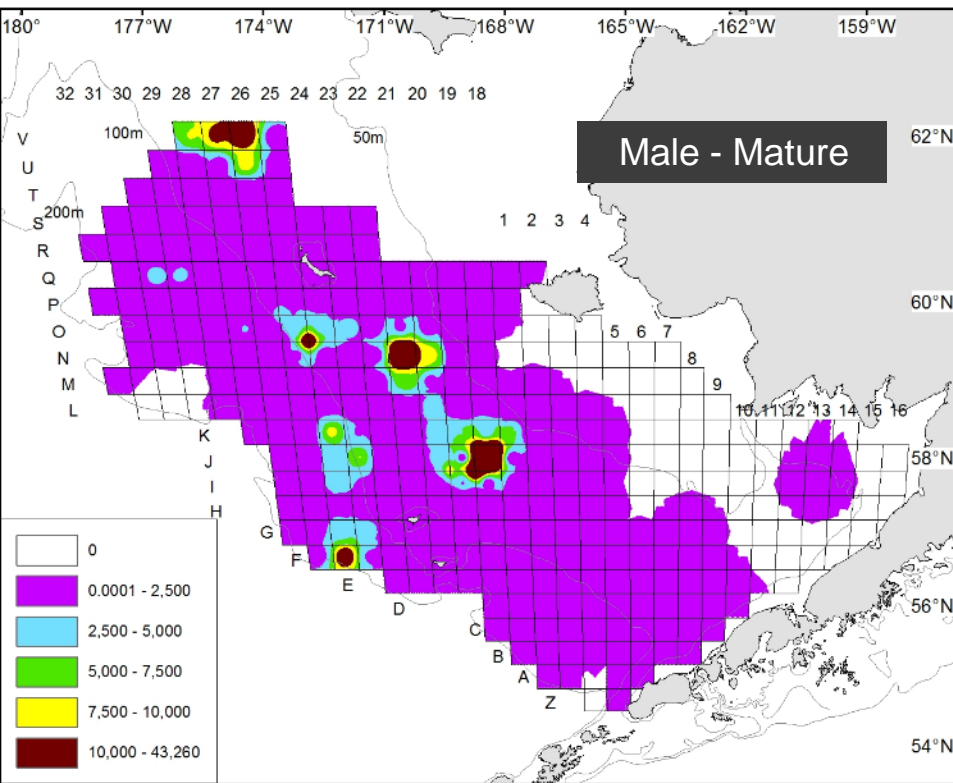 180° 177°W 174°W 171°W 168°W 165°W 162°W 159°W
32 31 30 29 28 27 26 25 24 23 22 21 20 19 18
100m 50m 62°N
V
Male - Mature
U
T
200m
S
1 2 3 4
R
Q
P
60°N
O
5 6 7
N
8
M
9
L
10 11 12 13 14 15 16
K
J
58°N
I
H
G
F
E
D
C
B
A
Z
56°N
54°N
0
0.0001 - 2,500
2,500 - 5,000
5,000 - 7,500
7,500 - 10,000
10,000 - 43,260